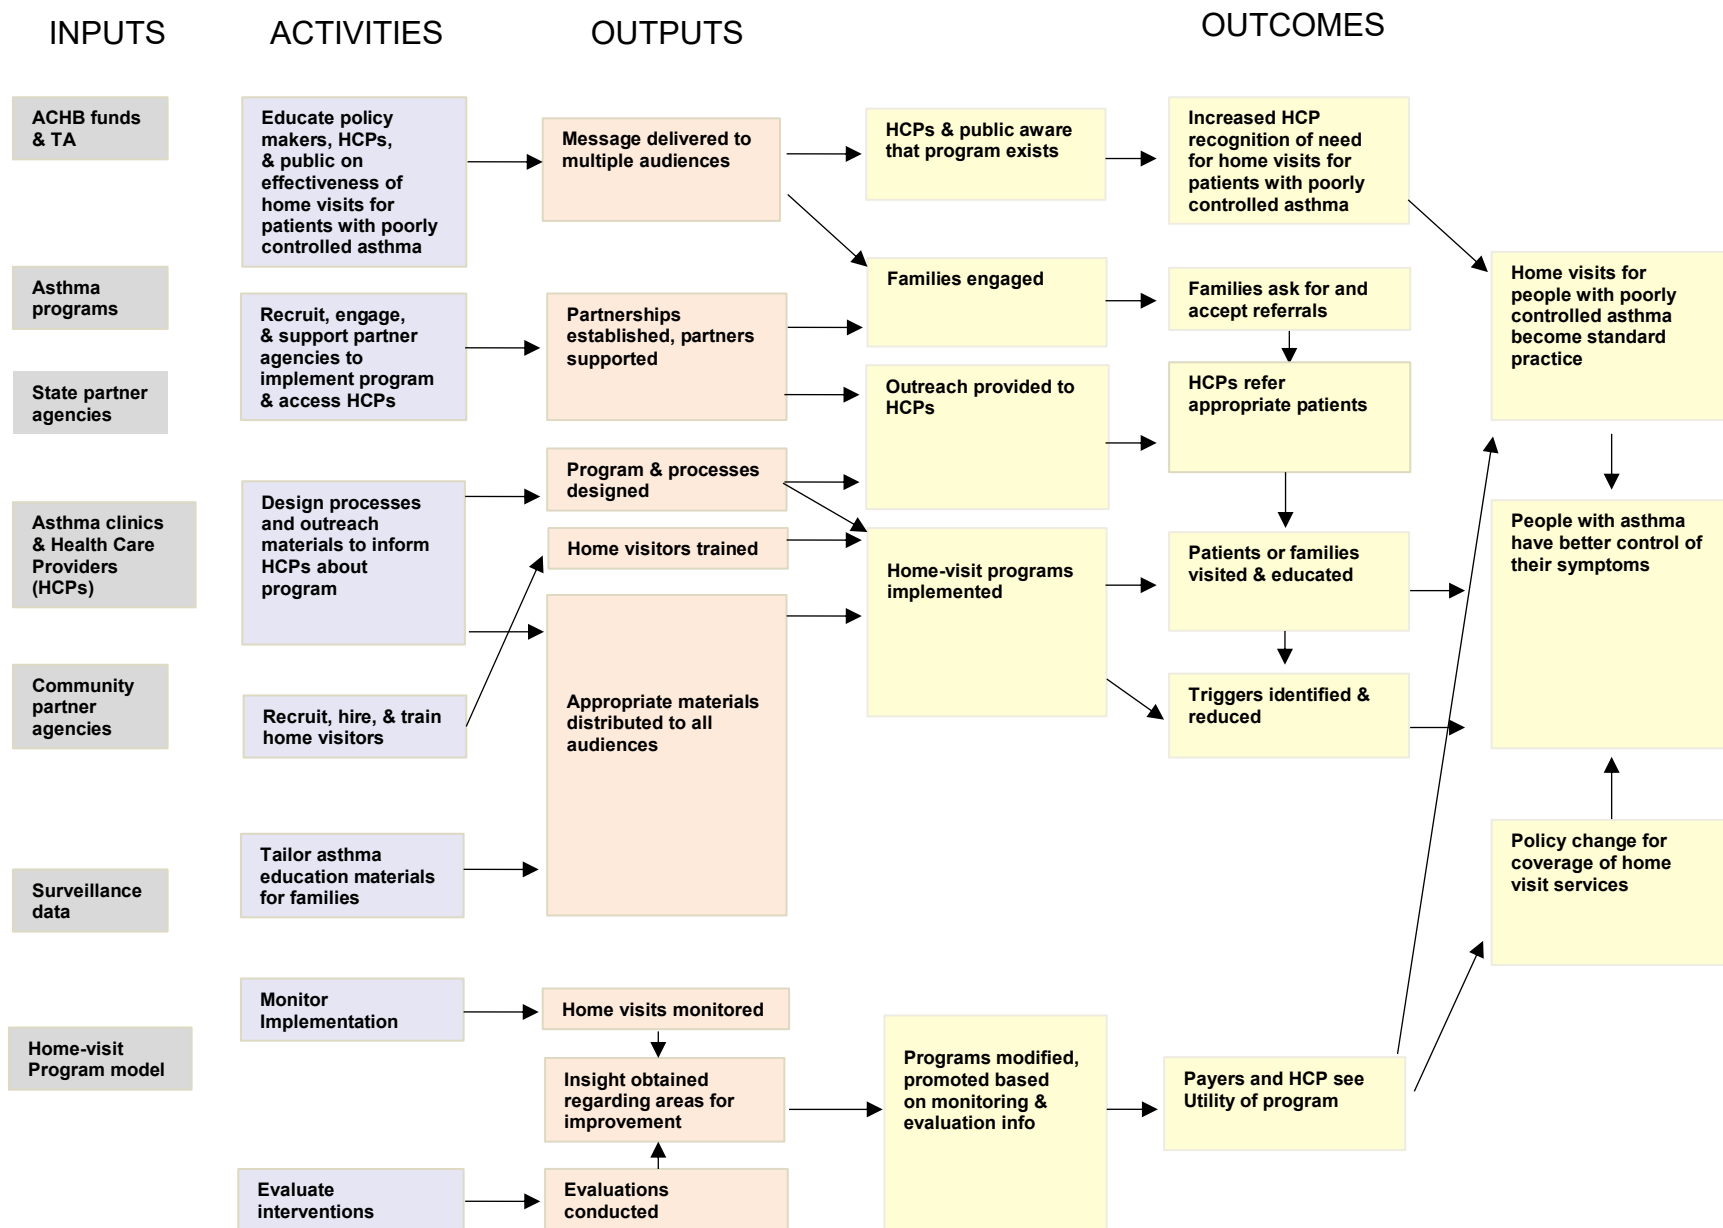 INPUTS
ACTIVITIES
OUTPUTS
OUTCOMES
ACHB funds
& TA
Asthma
programs
State partner
agencies
Asthma clinics
& Health Care
Providers
(HCPs)
Community
partner
agencies
Surveillance
data
Home-visit
Program model
Educate policy
makers, HCPs,
& public on
effectiveness of
home visits for
patients with poorly
controlled asthma
Recruit, engage,
& support partner
agencies to
implement program
& access HCPs
Design processes
and outreach
materials to inform
HCPs about
program
Recruit, hire, & train
home visitors
Tailor asthma
education materials
for families
Monitor
Implementation
Evaluate
interventions
Message delivered to
multiple audiences
Partnerships
established, partners
supported
Program & processes
designed
Home visitors trained
Appropriate materials
distributed to all
audiences
Home visits monitored
Insight obtained
regarding areas for
improvement
Evaluations
conducted
HCPs & public aware
that program exists
Families engaged
Outreach provided to
HCPs
Home-visit programs
implemented
Programs modified,
promoted based
on monitoring &
evaluation info
Increased HCP
recognition of need
for home visits for
patients with poorly
controlled asthma
Families ask for and
accept referrals
HCPs refer
appropriate patients
Patients or families
visited & educated
Triggers identified &
reduced
Payers and HCP see
Utility of program
Home visits for
people with poorly
controlled asthma
become standard
practice
People with asthma
have better control of
their symptoms
Policy change for
coverage of home
visit services